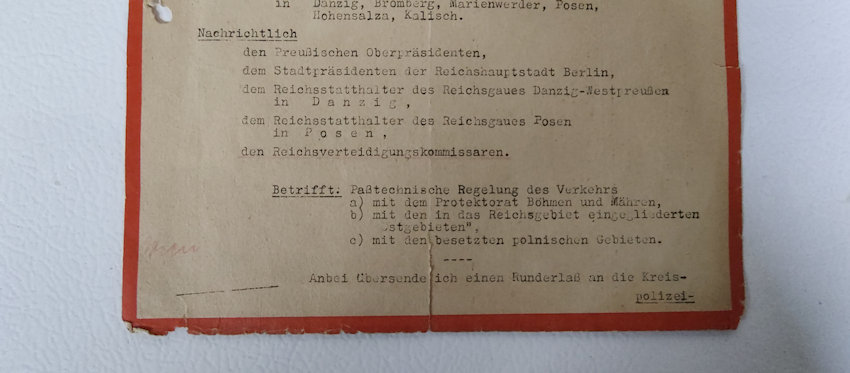 in Danzig, Bromberg, Marienwerder, Posen,
Hohensalza, Kalisch.
Nachrichtlich
den Preußischen Oberpräsidenten,
dem Stadtpräsidenten der Reichshauptstadt Berlin,
dem Reichsstatthalter des Reichsgaues Danzig-Westpreußen
in D a n z i g ,
dem Reichsstatthalter des Reichsgaues Posen
in P o s e n ,
den Reichsverteidigungskommissaren.
Betrifft: Paßtechnische Regelung des Verkehrs
a) mit dem Protektorat Böhmen und Mähren,
b) mit den in das Reichsgebiet eingegliederten
ostgebieten",
c) mit den besetzten polnischen Gebieten.
----
Anbei übersende ich einen Runderlaß an die Kreis-
polizei-